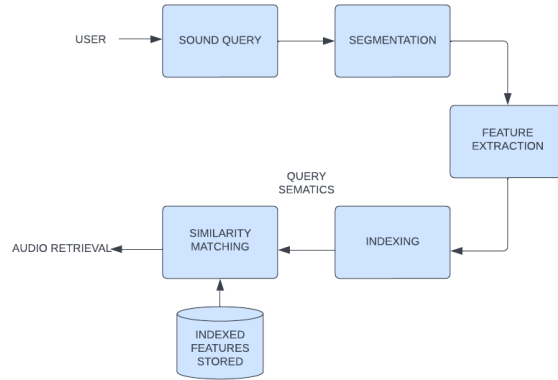 USER
SOUND QUERY
SEGMENTATION
FEATURE
EXTRACTION
QUERY
SEMATICS
SIMILARITY
MATCHING
INDEXING
AUDIO RETRIEVAL
INDEXED
FEATURES
STORED